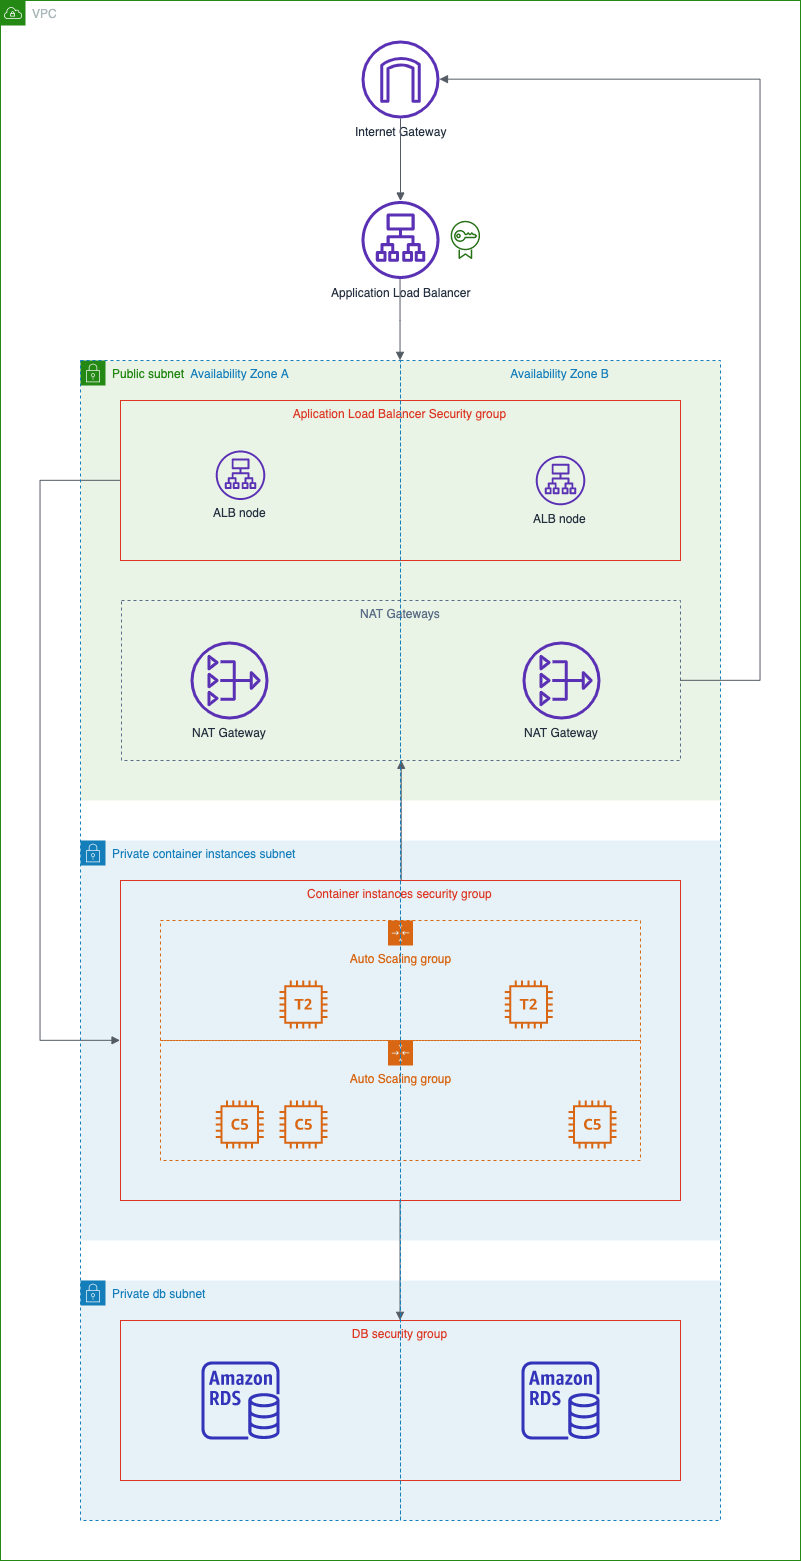 VPC
Internet Gateway
Application Load Balancer
Public subnet
Availability Zone A
Availability Zone B
Aplication Load Balancer Security group
ALB node
ALB node
NAT Gateways
NAT Gateway
NAT Gateway
Private container instances subnet
Container instances security group
Auto Scaling group
T2
T2
Auto Scaling group
C5
C5
C5
Private db subnet
DB security group
Amazon
RDS
Amazon
RDS